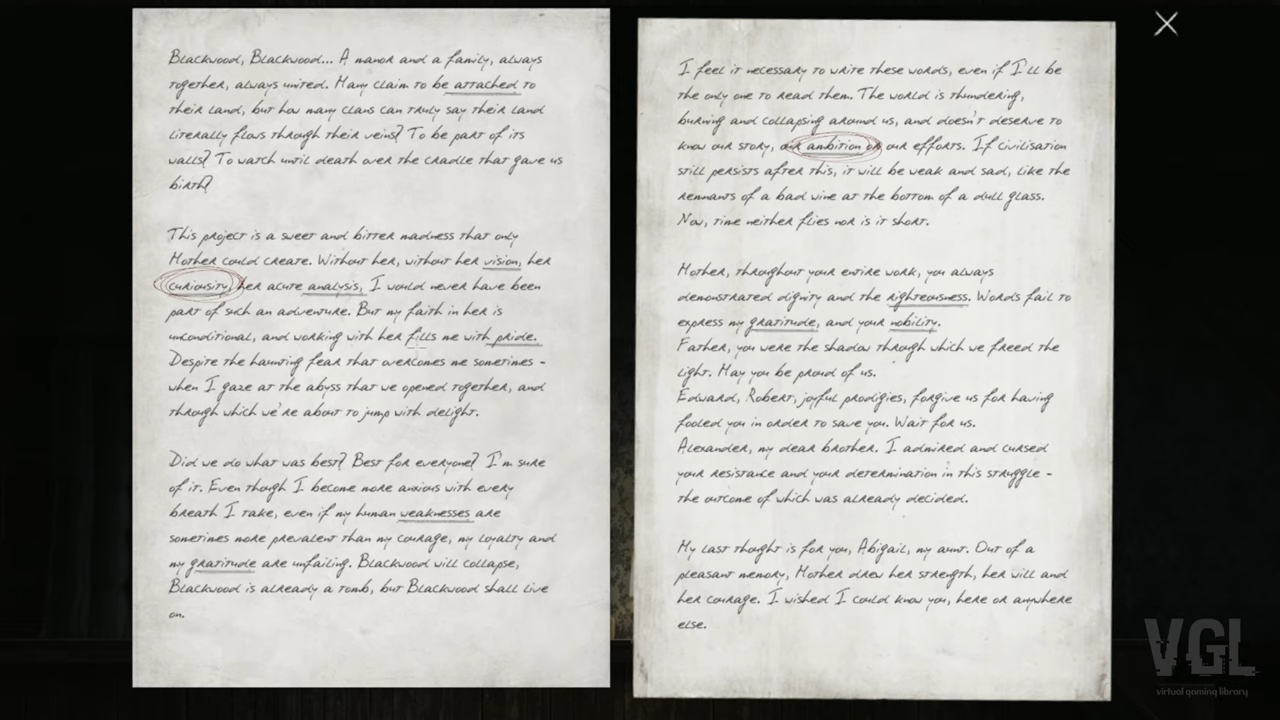 Blackwood, Blackwood... A manor and a family, always
together, always united. Many claim to be attached to
their land, but how many clans can truly say their land
literally flows through their veins? To be part of its
walls? To watch until death over the cradle that gave us
birth?
This project is a sweet and bitter madness that only
Mother could create. Without her, without her vision, her
curiousity, her acute analysis, I would never have been
part of such an adventure. But my faith in her is
unconditional, and working with her fills me with pride.
Despite the haunting fear that overcomes me sometimes -
when I gaze at the abyss that we opened together, and
through which we're about to jump with delight.
Did we do what was best? Best for everyone? I'm sure
of it. Even though I become more anxious with every
breath I take, even if my human weaknesses are
sometimes more prevalent than my courage, my loyalty and
my gratitude are unfailing. Blackwood will collapse,
Blackwood is already a tomb, but Blackwood shall live
on.
I feel it necessary to write these words, even if I'll be
the only one to read them. The world is thundering,
burning and collapsing around us, and doesn't deserve to
know our story, our ambition or our efforts. If civilisation
still persists after this, it will be weak and sad, like the
remnants of a bad wine at the bottom of a dull glass.
Now, time neither flies nor is it short.
Mother, throughout your entire work, you always
demonstrated dignity and the righteousness. Words fail to
express my gratitude, and your nobility.
Father, you were the shadow through which we freed the
light. May you be proud of us.
Edward, Robert, joyful prodigies, forgive us for having
fooled you in order to save you. Wait for us.
Alexander, my dear brother. I admired and cursed
your resistance and your determination in this struggle -
the outcome of which was already decided.
My last thought is for you, Abigail, my aunt. Out of a
pleasant memory, Mother drew her strength, her will and
her courage. I wished I could know you, here or anywhere
else.
VGL
virtual gaming library